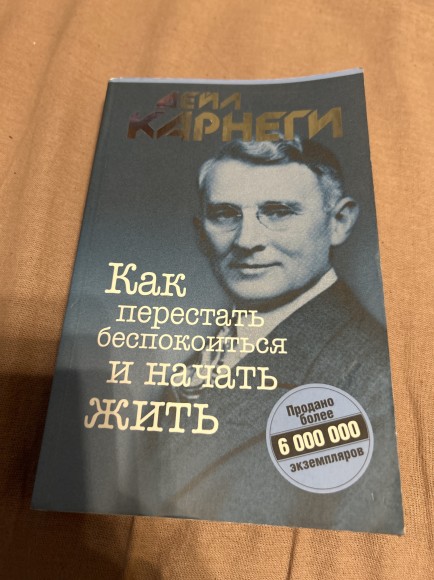 ДЕЙЛ
КАРНЕГИ
Как
перестать
беспокоиться
и начать
жить
Продано
более
6 000 000
экземпляров